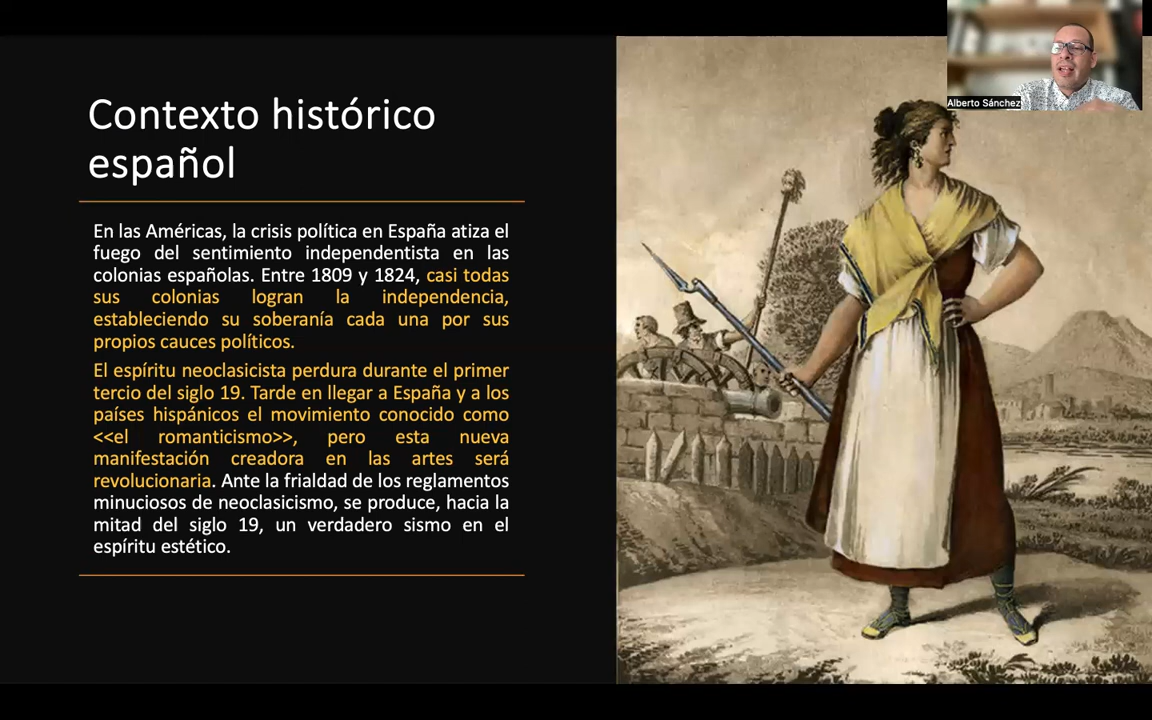 Contexto histórico
español
En las Américas, la crisis política en España atiza el
fuego del sentimiento independentista en las
colonias españolas. Entre 1809 y 1824, casi todas
sus colonias logran la independencia,
estableciendo su soberanía cada una por sus
propios cauces políticos.
El espíritu neoclasicista perdura durante el primer
tercio del siglo 19. Tarde en llegar a España y a los
países hispánicos el movimiento conocido como
<<el romanticismo>>, pero esta nueva
manifestación creadora en las artes será
revolucionaria. Ante la frialdad de los reglamentos
minuciosos de neoclasicismo, se produce, hacia la
mitad del siglo 19, un verdadero sismo en el
espíritu estético.
Alberto Sánchez